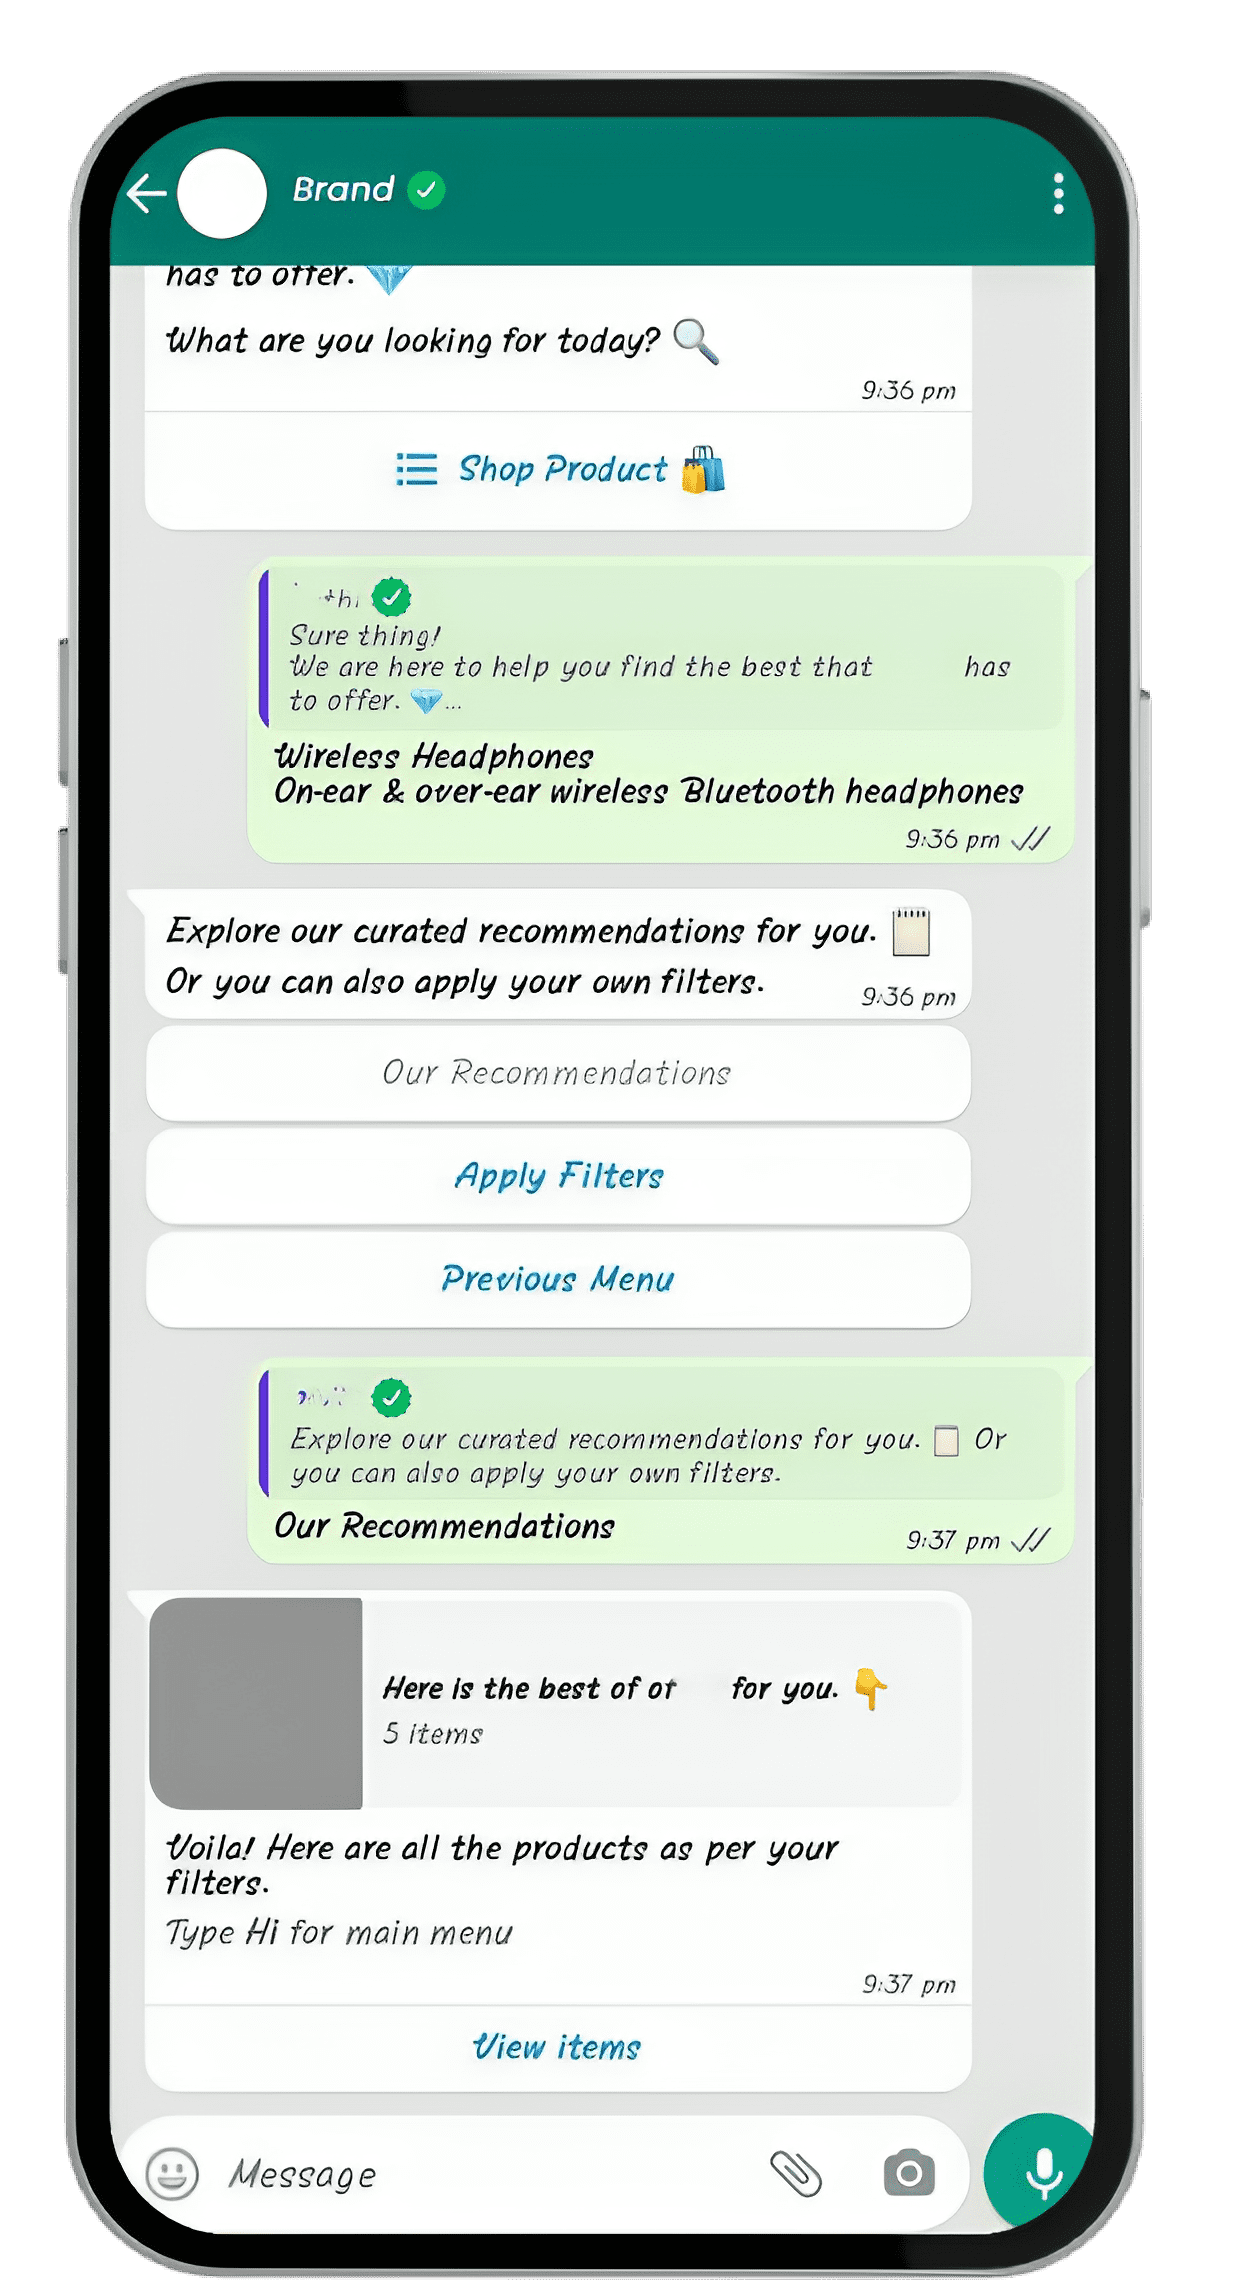 Brand
has to offer. 💎
What are you looking for today? 🔍
9:36 pm
Shop Product 🛍️
Sure thing!
We are here to help you find the best that has
to offer. 💎...
Wireless Headphones
On-ear & over-ear wireless Bluetooth headphones
9:36 pm
Explore our curated recommendations for you. 🗒️
Or you can also apply your own filters.
9:36 pm
Our Recommendations
Apply Filters
Previous Menu
Explore our curated recommendations for you. 🗒️ Or
you can also apply your own filters.
Our Recommendations
9:37 pm
Here is the best of for you. 👇
5 items
Voila! Here are all the products as per your
filters.
Type Hi for main menu
9:37 pm
View items
Message